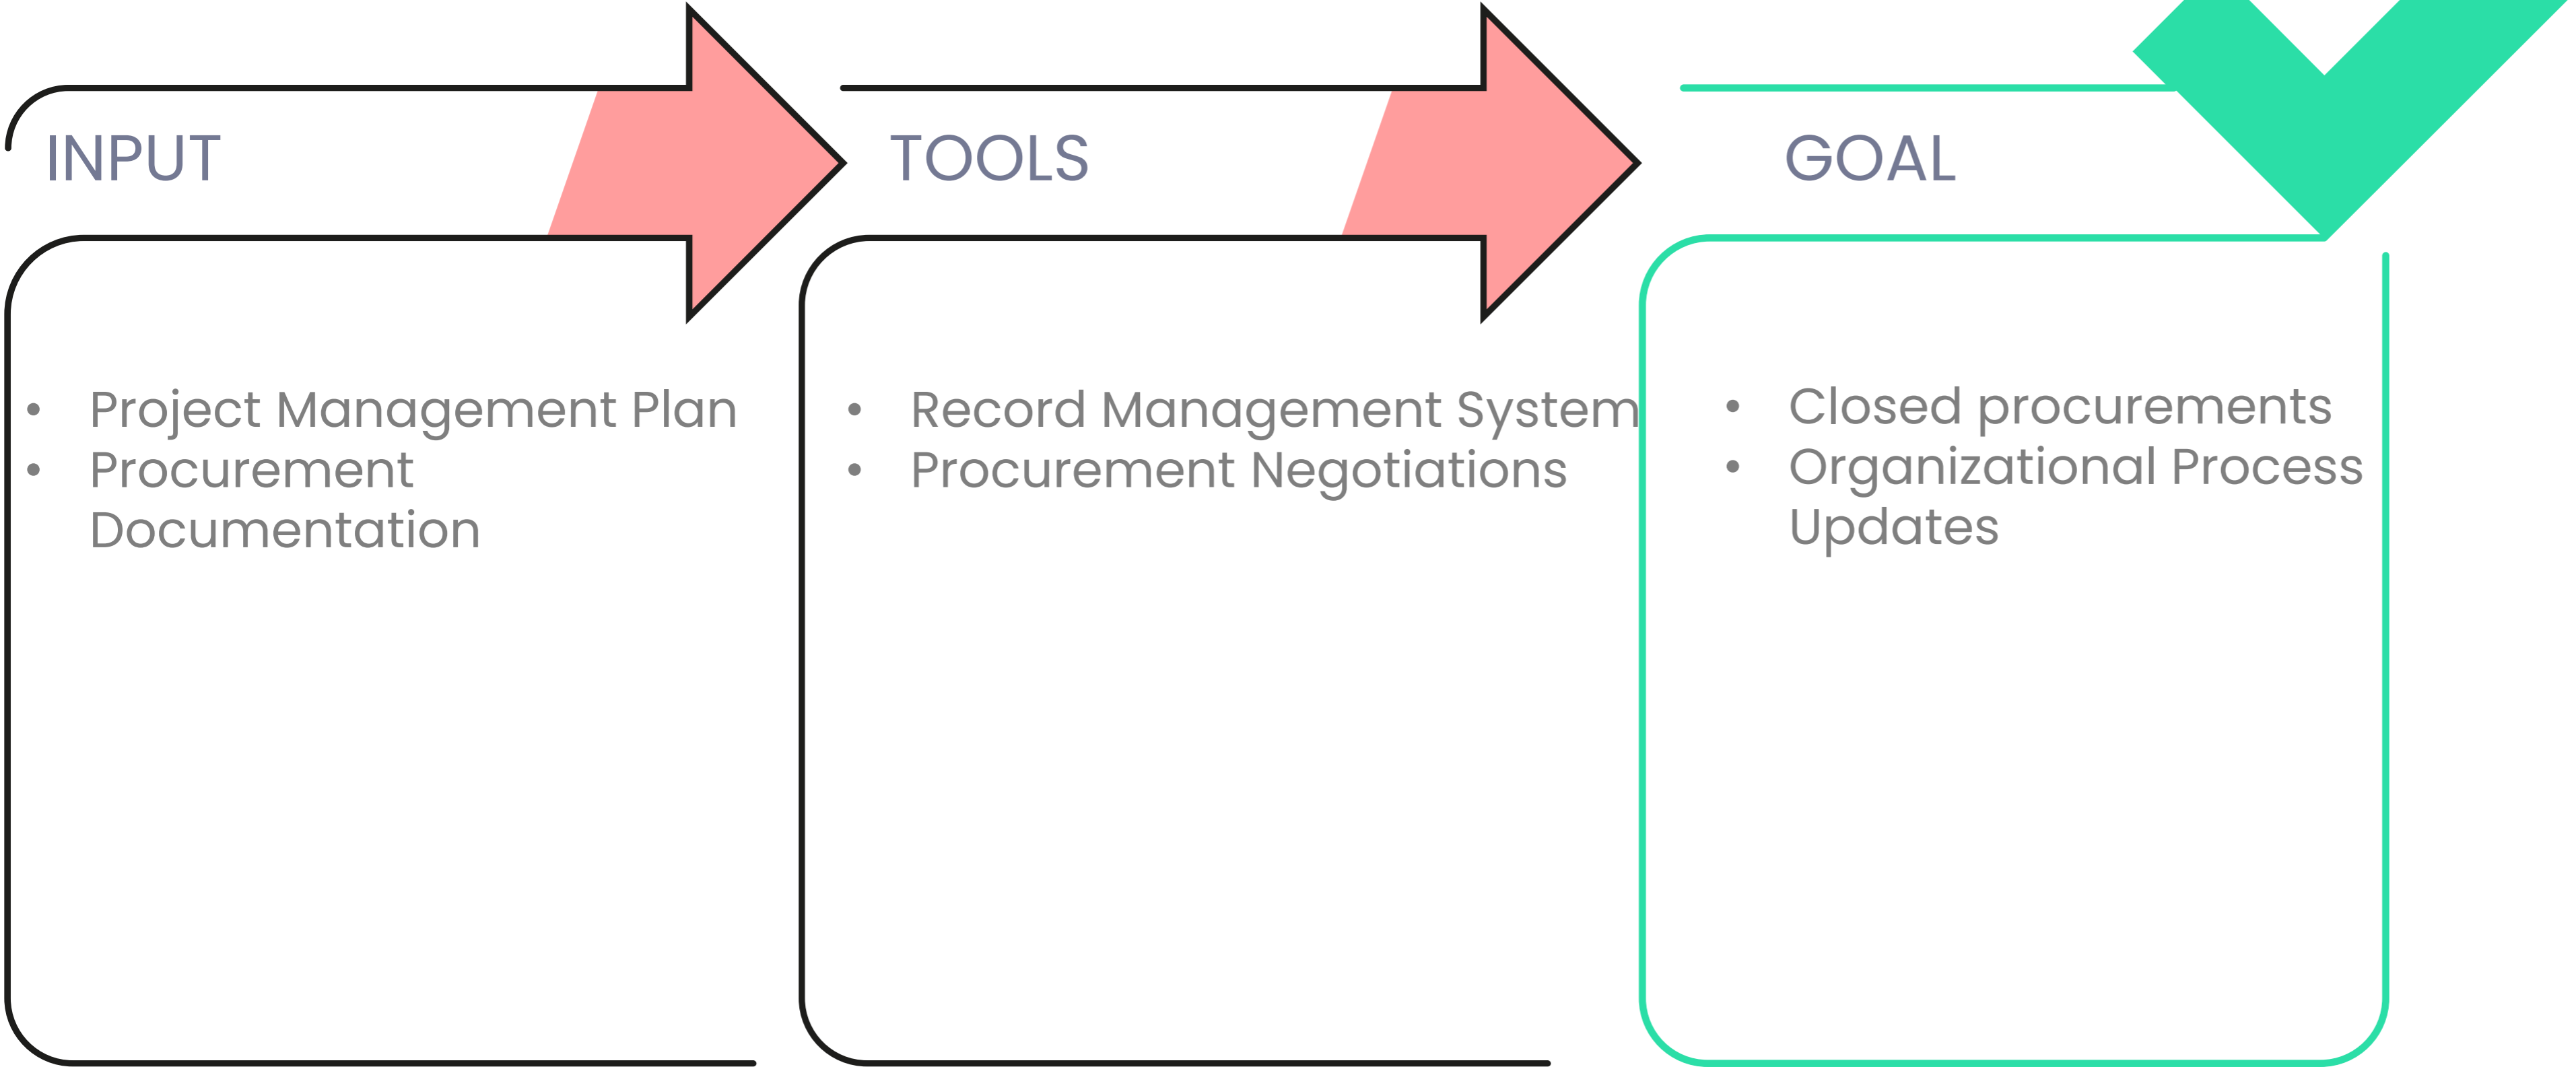 INPUT
TOOLS
GOAL
• Project Management Plan
• Procurement
Documentation
• Record Management System
• Procurement Negotiations
• Closed procurements
• Organizational Process
Updates